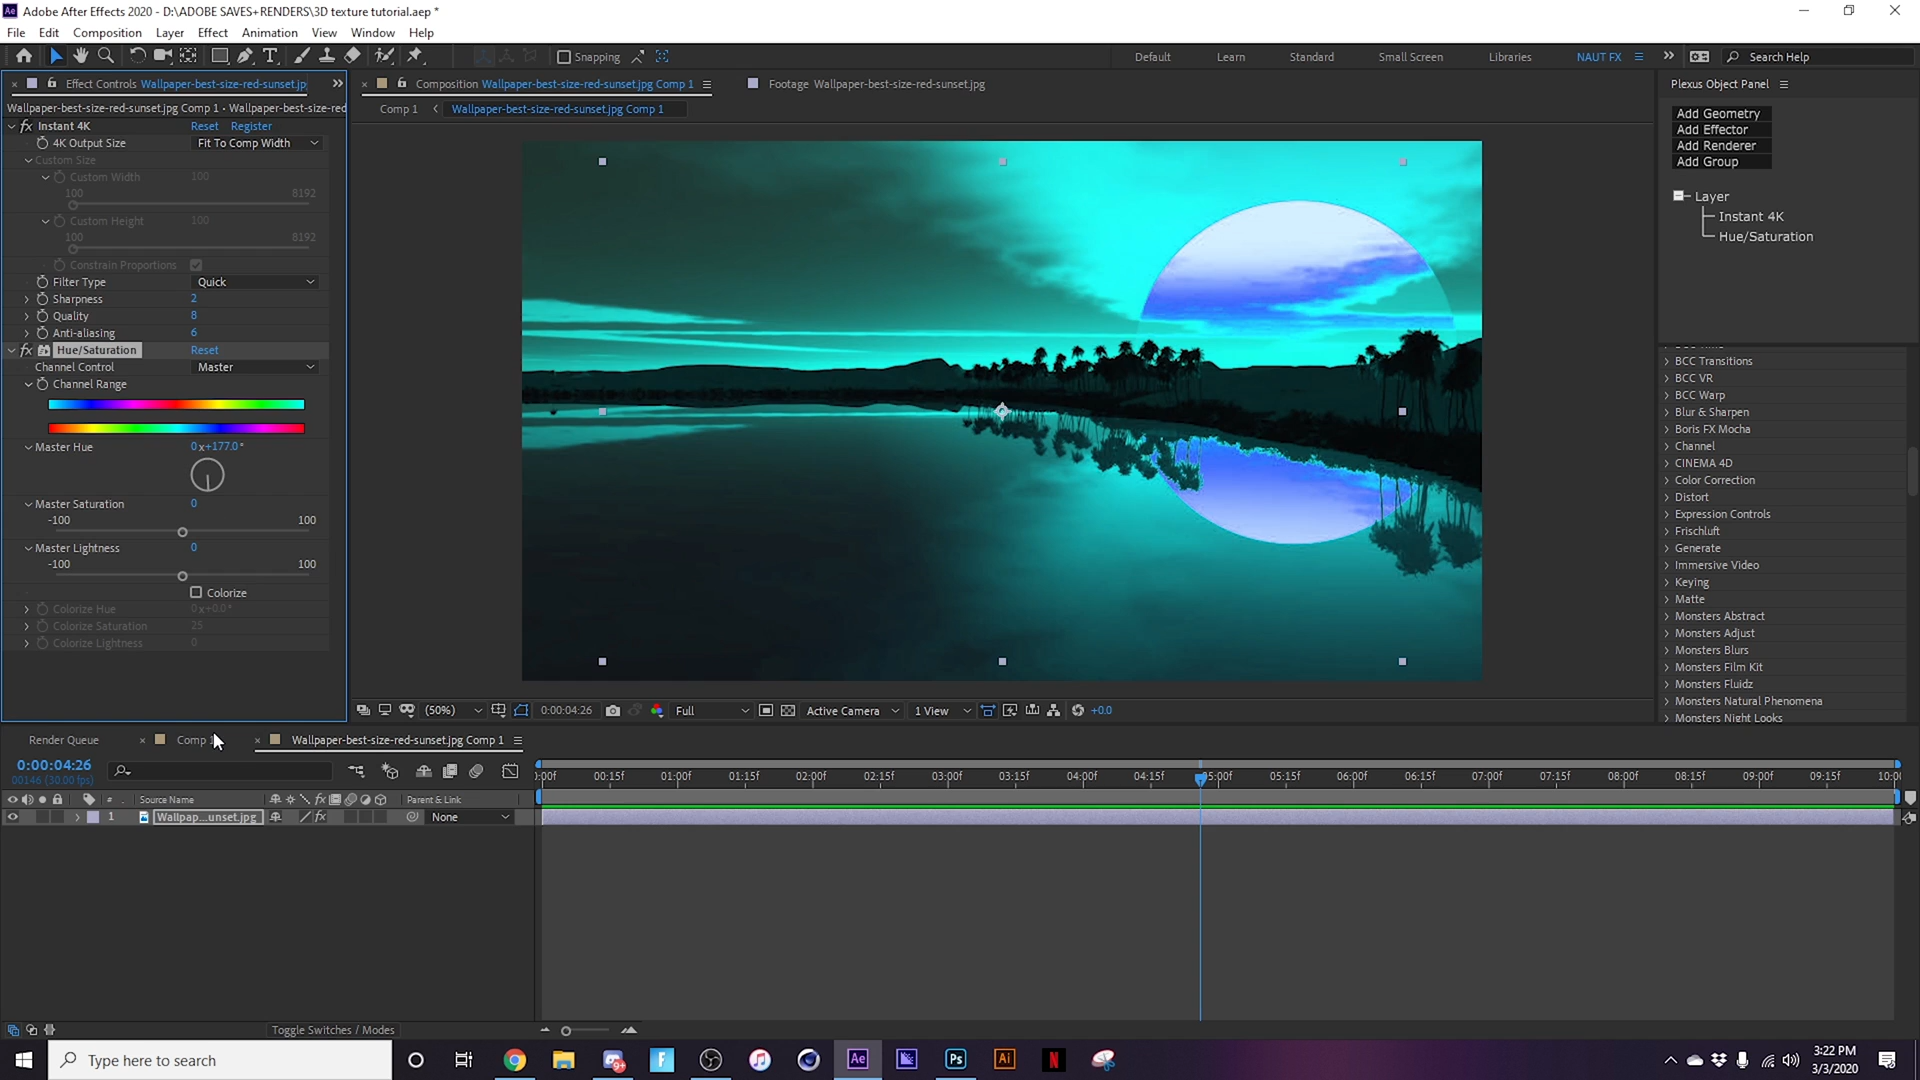 Adobe After Effects 2020 - D:\ADOBE SAVES+RENDERS\3D texture tutorial.aep *
File Edit Composition Layer Effect Animation View Window Help
Snapping
Default Learn Standard Small Screen Libraries NAUT FX Search Help
Effect Controls Wallpaper-best-size-red-sunset.jp
Composition Wallpaper-best-size-red-sunset.jpg Comp 1
Footage Wallpaper-best-size-red-sunset.jpg
Plexus Object Panel
Wallpaper-best-size-red-sunset.jpg Comp 1 • Wallpaper-best-size-red
Comp 1 Wallpaper-best-size-red-sunset.jpg Comp 1
Instant 4K Reset Register
4K Output Size Fit To Comp Width
Custom Size
Custom Width 100
100 8192
Custom Height 100
100 8192
Constrain Proportions
Filter Type Quick
Sharpness 2
Quality 8
Anti-aliasing 6
Hue/Saturation Reset
Channel Control Master
Channel Range
Master Hue 0x+177.0°
Master Saturation 0
-100 100
Master Lightness 0
-100 100
Colorize
Colorize Hue 0x+0.0°
Colorize Saturation 25
Colorize Lightness 0
Add Geometry
Add Effector
Add Renderer
Add Group
Layer
Instant 4K
Hue/Saturation
BCC Transitions
BCC VR
BCC Warp
Blur & Sharpen
Boris FX Mocha
Channel
CINEMA 4D
Color Correction
Distort
Expression Controls
Frischluft
Generate
Immersive Video
Keying
Matte
Monsters Abstract
Monsters Adjust
Monsters Blurs
Monsters Film Kit
Monsters Fluidz
Monsters Natural Phenomena
Monsters Night Looks
(50%) 0:00:04:26 Full Active Camera 1 View +0.0
Render Queue Comp Wallpaper-best-size-red-sunset.jpg Comp 1
0:00:04:26
00146 (30.00 fps)
:00f 00:15f 01:00f 01:15f 02:00f 02:15f 03:00f 03:15f 04:00f 04:15f 05:00f 05:15f 06:00f 06:15f 07:00f 07:15f 08:00f 08:15f 09:00f 09:15f 10:00
# Source Name Parent & Link
1 Wallpap...unset.jpg None
Toggle Switches / Modes
Type here to search
9+ F Ae Ps Ai N
3:22 PM
3/3/2020